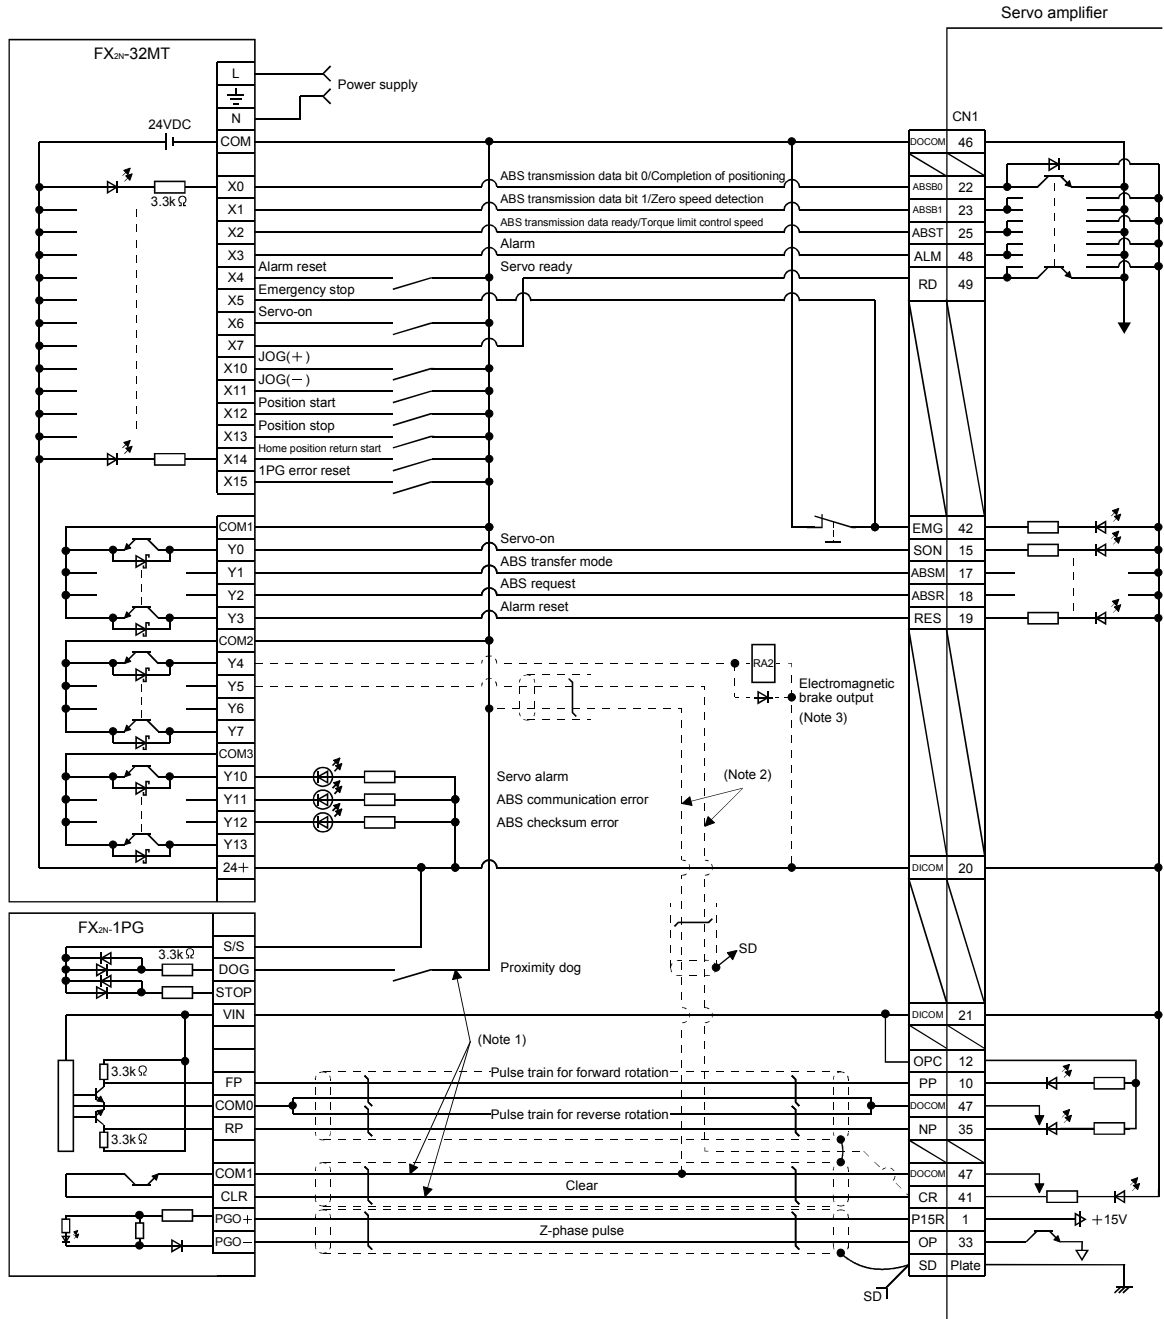 Servo amplifier
FX2N-32MT
L
Power supply
N
24VDC
COM
CN1
DOCOM 46
3.3kΩ
X0 ABS transmission data bit 0/Completion of positioning ABSB0 22
X1 ABS transmission data bit 1/Zero speed detection ABSB1 23
X2 ABS transmission data ready/Torque limit control speed ABST 25
X3 Alarm ALM 48
X4 Alarm reset Servo ready RD 49
X5 Emergency stop
X6 Servo-on
X7
X10 JOG(+)
X11 JOG(−)
X12 Position start
X13 Position stop
X14 Home position return start
X15 1PG error reset
COM1 EMG 42
Y0 Servo-on SON 15
Y1 ABS transfer mode ABSM 17
Y2 ABS request ABSR 18
Y3 Alarm reset RES 19
COM2
Y4 RA2
Y5 Electromagnetic
Y6 brake output
Y7 (Note 3)
COM3
Y10 Servo alarm (Note 2)
Y11 ABS communication error
Y12 ABS checksum error
Y13
24+ DICOM 20
FX2N-1PG
S/S
3.3kΩ SD
DOG Proximity dog
STOP
VIN DICOM 21
(Note 1)
OPC 12
3.3kΩ
FP Pulse train for forward rotation PP 10
COM0 DOCOM 47
RP Pulse train for reverse rotation NP 35
3.3kΩ
COM1 DOCOM 47
Clear
CLR CR 41
PGO+ P15R 1 +15V
Z-phase pulse
PGO− OP 33
SD Plate
SD